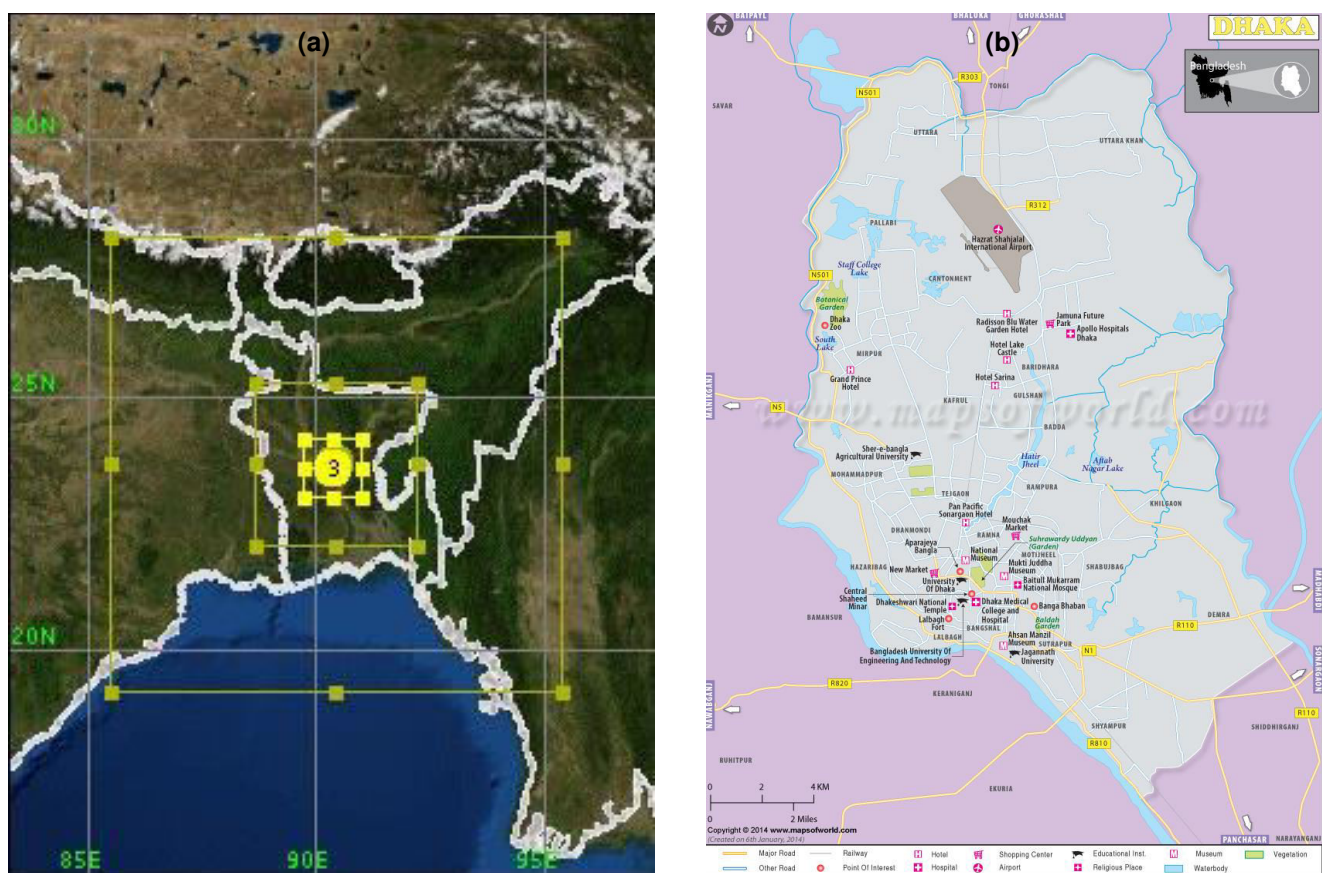 (a)
30N
25N
20N
85E
90E
95E
3
(b)
BAIPAYL
BHALUKA
GHORASHAL
DHAKA
Bangladesh
N
R303
TONGI
N501
SAVAR
UTTARA
UTTARA KHAN
R312
PALLABI
Hazrat Shahjalal
International Airport
Staff College
Lake
N501
CANTONMENT
Botanical
Garden
Dhaka
Zoo
Radisson Blu Water
Garden Hotel
Jamuna Future
Park
Apollo Hospitals
Dhaka
South
Lake
Hotel Lake
Castle
MIRPUR
BARIDHARA
Grand Prince
Hotel
Hotel Sarina
MANIKGANJ
KAFRUL
GULSHAN
N5
www.mapsofworld.com
BADDA
Sher-e-bangla
Agricultural University
Hatir
Jheel
Aftab
Nagar Lake
MOHAMMADPUR
RAMPURA
TEJGAON
KHILGAON
Pan Pacific
Sonargaon Hotel
DHANMONDI
RAMNA
Mouchak
Market
Aparajeya
Bangla
Suhrawardy Uddyan
(Garden)
National
Museum
MOTIJHEEL
HAZARIBAG
New Market
Mukti Juddha
Museum
SHABUJBAG
University
Of Dhaka
Baitull Mukarram
National Mosque
MADHABDI
Central
Shaheed
Minar
Dhakeshwari National
Temple
Dhaka Medical
College and
Hospital
Banga Bhaban
BAMANSUR
Lalbagh
Fort
Baldah
Garden
DEMRA
BANGSHAL
R110
LALBAGH
Ahsan Manzil
Museum
SUTRAPUR
Bangladesh University Of
Engineering And Technology
Jagannath
University
N1
SONARGAON
R820
KERANIGANJ
NAWABGANJ
R110
SHYAMPUR
SHIDDHIRGANJ
R810
RUHITPUR
EKURIA
0 2 4 KM
0 2 Miles
Copyright © 2014 www.mapsofworld.com
(Created on 6th January, 2014)
PANCHASAR
NARAYANGANJ
Major Road
Railway
Hotel
Shopping Center
Educational Inst.
Museum
Vegetation
Other Road
Point Of Interest
Hospital
Airport
Religious Place
Waterbody